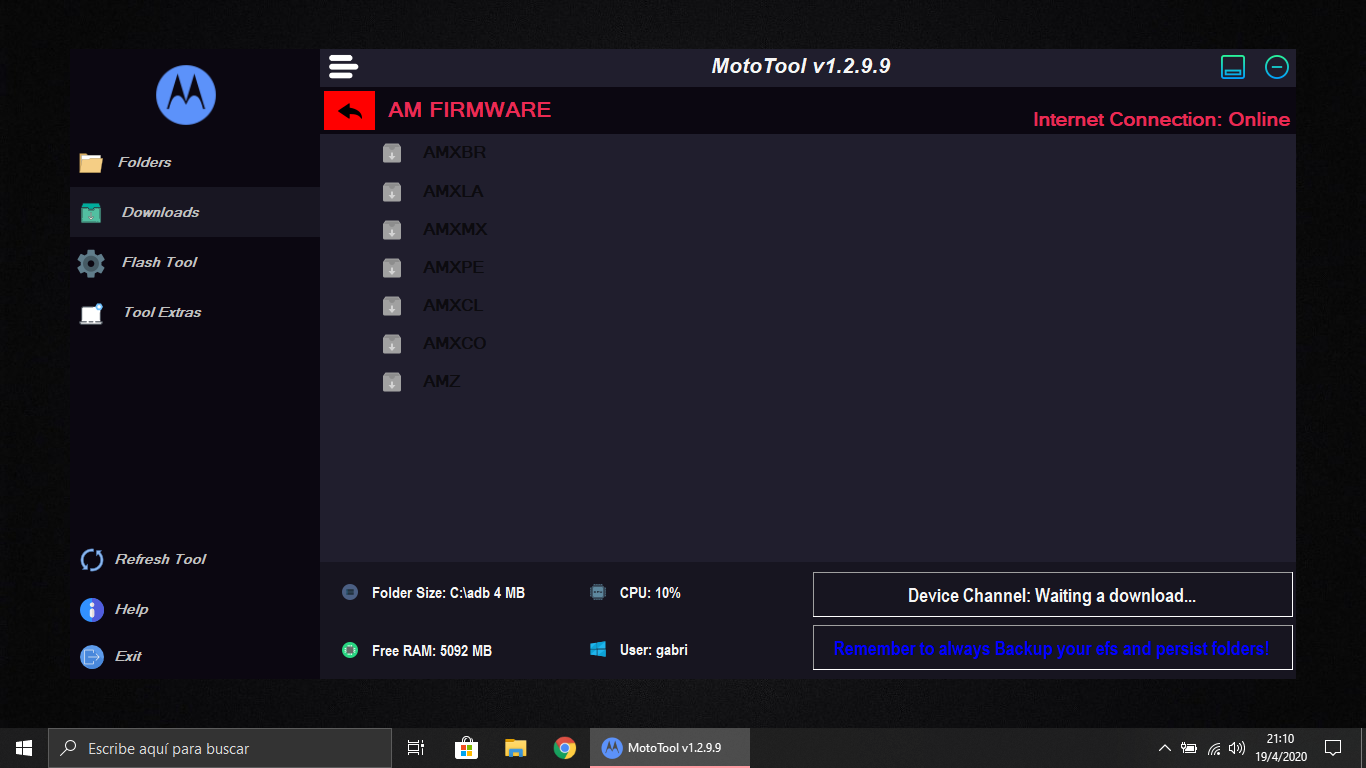 MotoTool v1.2.9.9
AM FIRMWARE
Internet Connection: Online
Folders
Downloads
Flash Tool
Tool Extras
Refresh Tool
Help
Exit
AMXBR
AMXLA
AMXMX
AMXPE
AMXCL
AMXCO
AMZ
Folder Size: C:\adb 4 MB
CPU: 10%
Device Channel: Waiting a download...
Free RAM: 5092 MB
User: gabri
Remember to always Backup your efs and persist folders!
Escribe aquí para buscar
MotoTool v1.2.9.9
21:10
19/4/2020